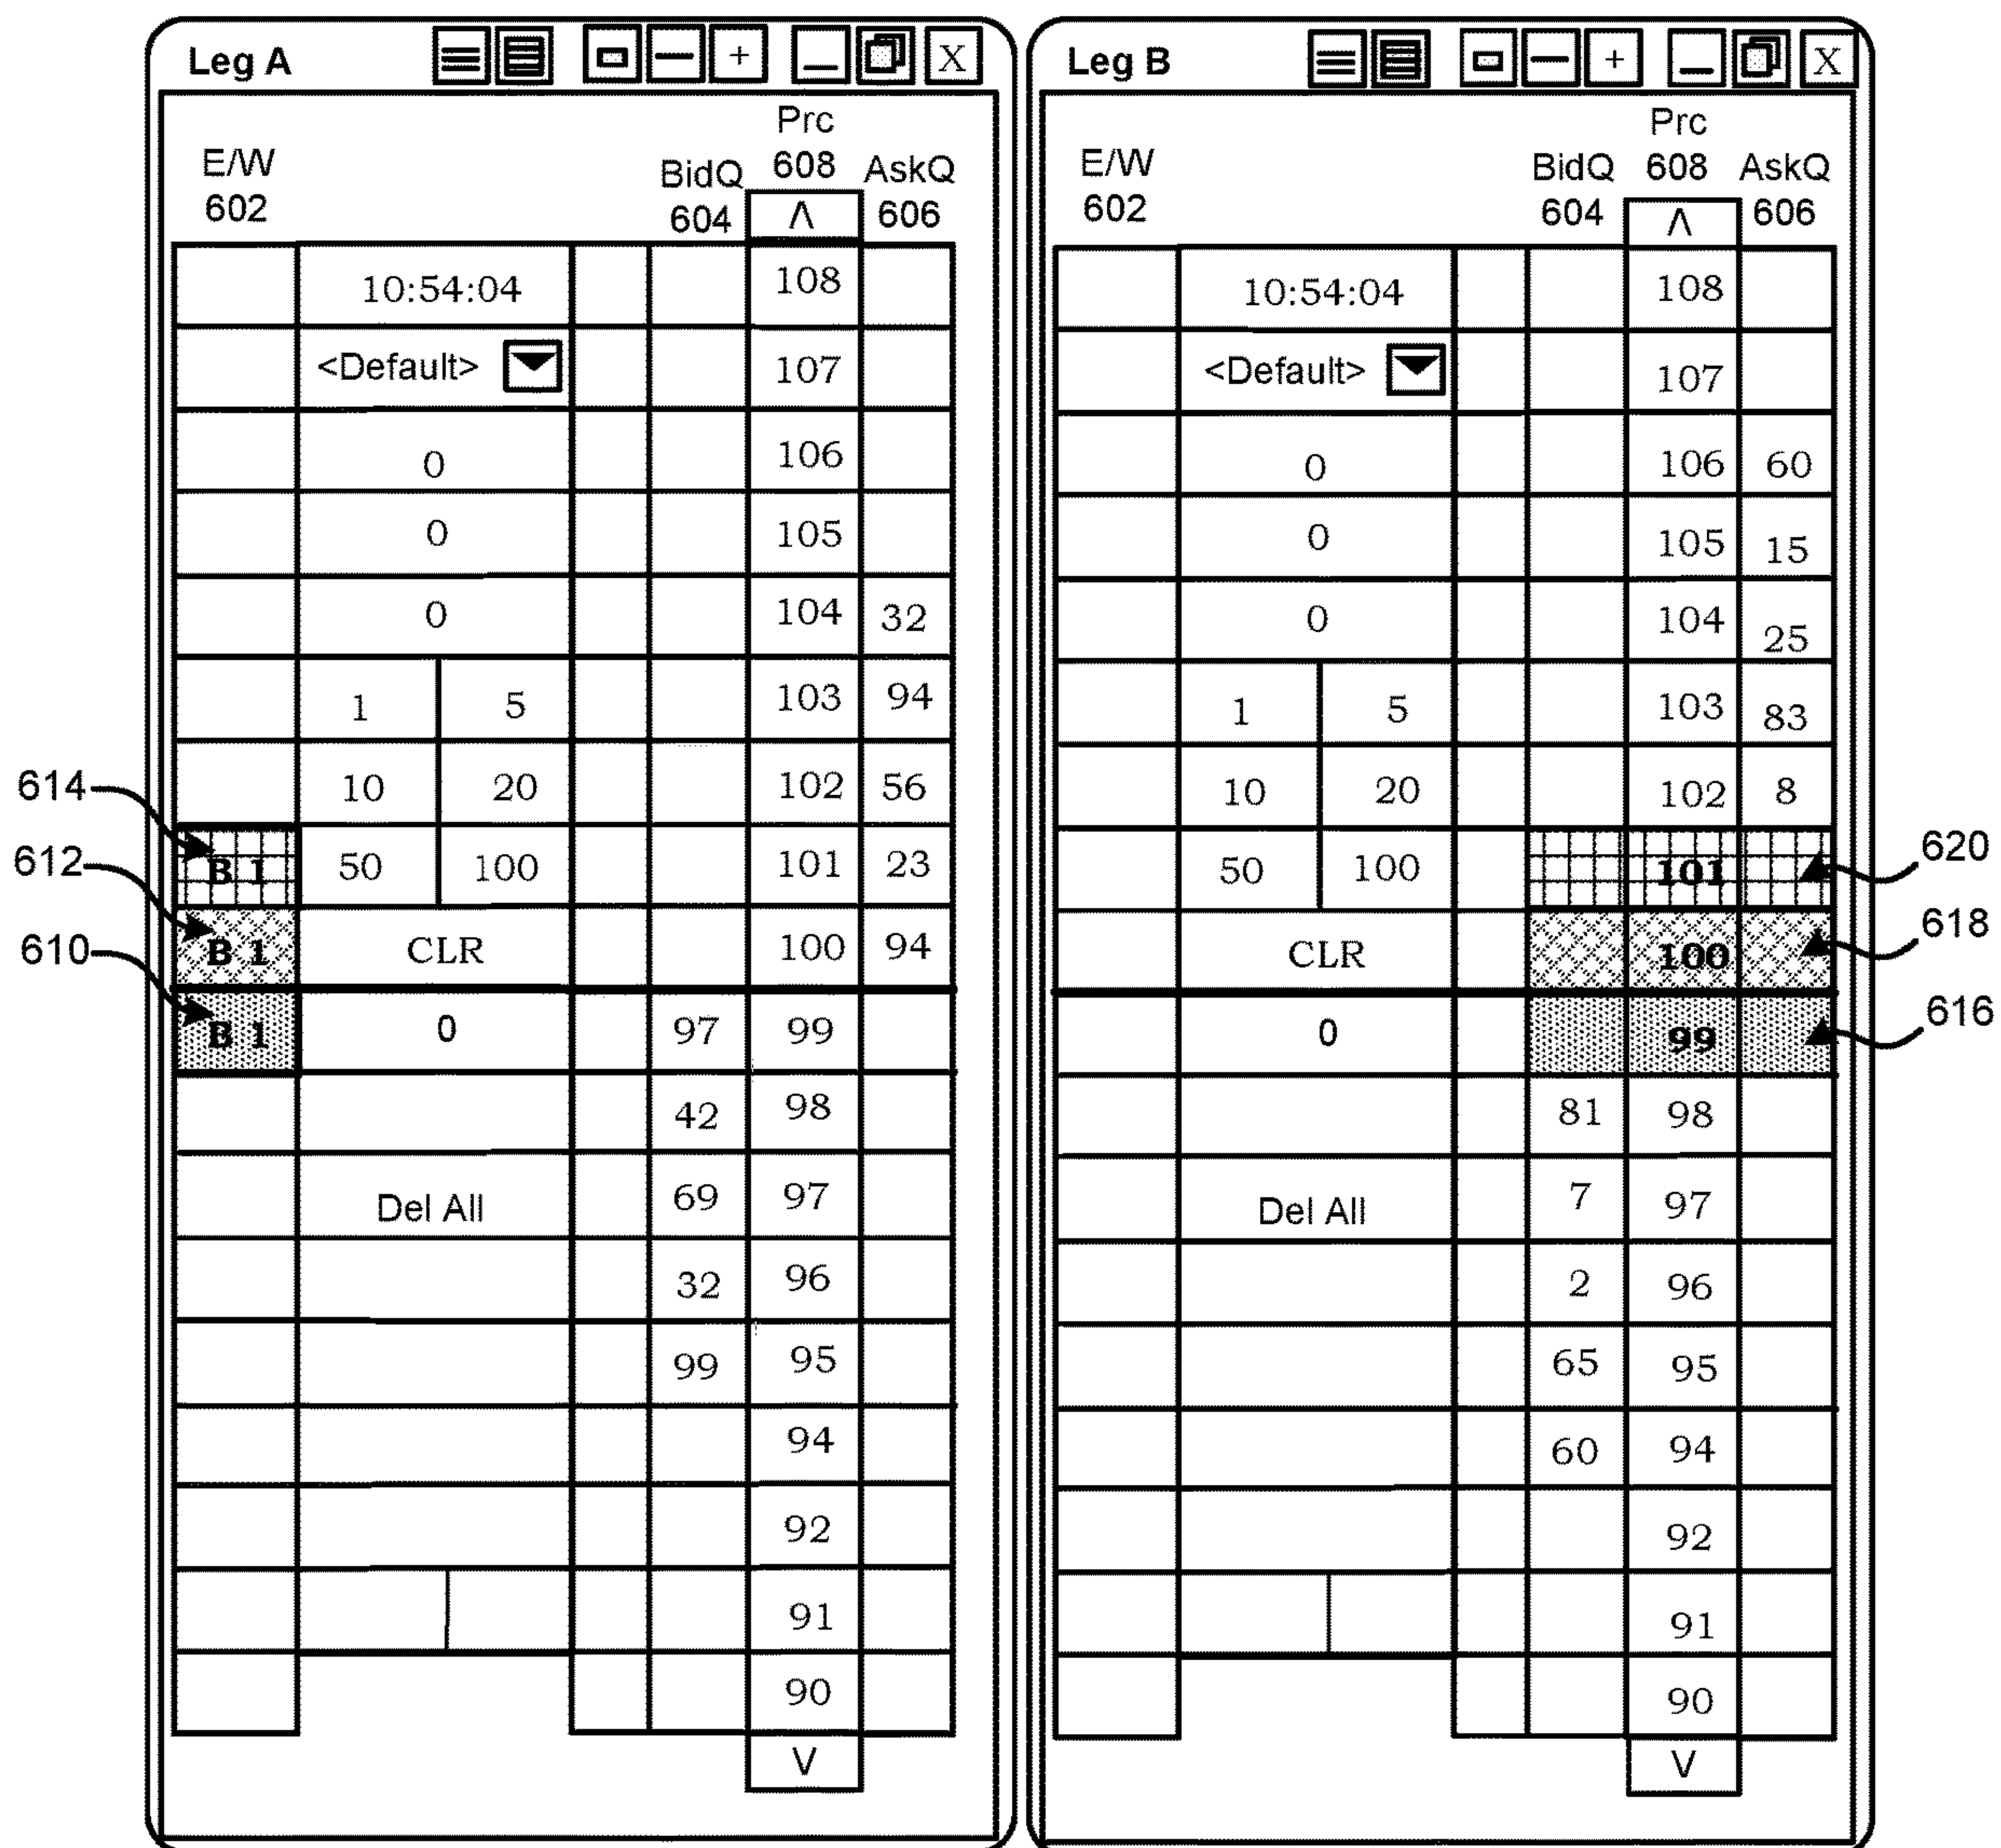 Leg A X
Prc
E/W BidQ 608 AskQ
602 604 Λ 606
10:54:04 108
<Default> 107
0 106
0 105
0 104 32
1 5 103 94
614 10 20 102 56
612 B 1 50 100 101 23
610 B 1 CLR 100 94
B 1 0 97 99
42 98
Del All 69 97
32 96
99 95
94
92
91
90
V
Leg B X
Prc
E/W BidQ 608 AskQ
602 604 Λ 606
10:54:04 108
<Default> 107
0 106 60
0 105 15
0 104 25
1 5 103 83
10 20 102 8
50 100 101 620
CLR 100 618
0 99 616
81 98
Del All 7 97
2 96
65 95
60 94
92
91
90
V